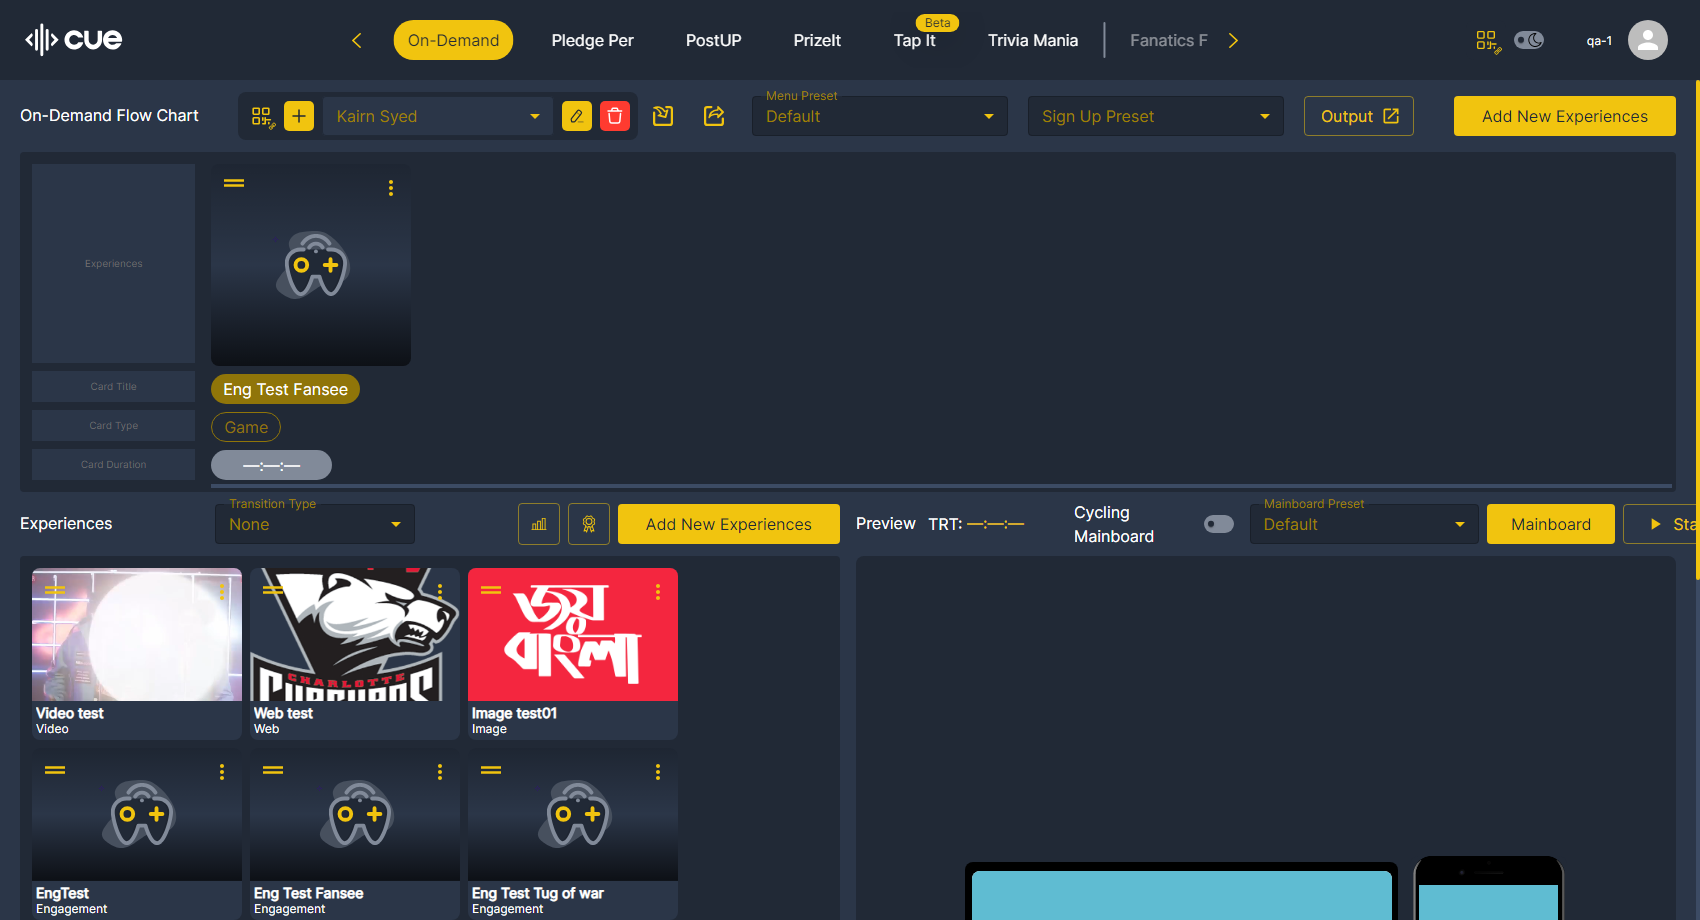 cue
On-Demand
Pledge Per
PostUP
PrizeIt
Beta
Tap It
Trivia Mania
Fanatics F
qa-1
On-Demand Flow Chart
Kairn Syed
Menu Preset
Default
Sign Up Preset
Output
Add New Experiences
Experiences
Card Title
Eng Test Fansee
Card Type
Game
Card Duration
—:—:—
Experiences
Transition Type
None
Add New Experiences
Preview
TRT: —:—:—
Cycling
Mainboard
Mainboard Preset
Default
Mainboard
Sta
CHARLOTTE
জয়
বাংলা
Video test
Video
Web test
Web
Image test01
Image
EngTest
Engagement
Eng Test Fansee
Engagement
Eng Test Tug of war
Engagement